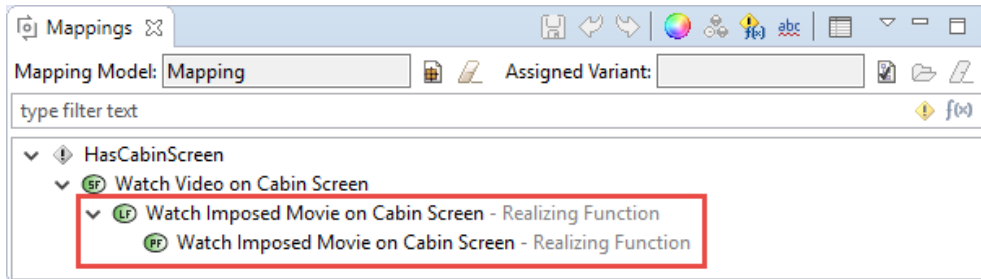 Mappings
abc
f(x)
Mapping Model: Mapping Assigned Variant:
type filter text f(x)
HasCabinScreen
SF Watch Video on Cabin Screen
LF Watch Imposed Movie on Cabin Screen - Realizing Function
PF Watch Imposed Movie on Cabin Screen - Realizing Function